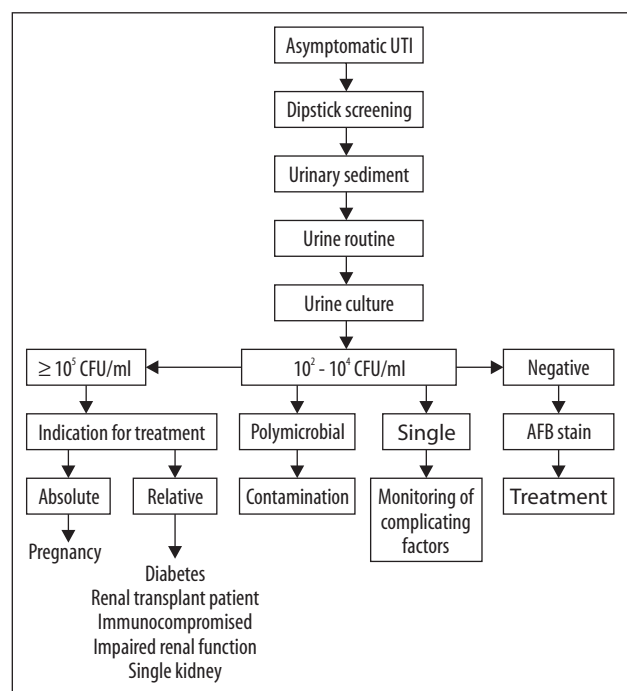 Asymptomatic UTI
Dipstick screening
Urinary sediment
Urine routine
Urine culture
≥ 10⁵ CFU/ml
10² - 10⁴ CFU/ml
Negative
Indication for treatment
Polymicrobial
Single
AFB stain
Absolute
Relative
Contamination
Monitoring of
complicating
factors
Treatment
Pregnancy
Diabetes
Renal transplant patient
Immunocompromised
Impaired renal function
Single kidney